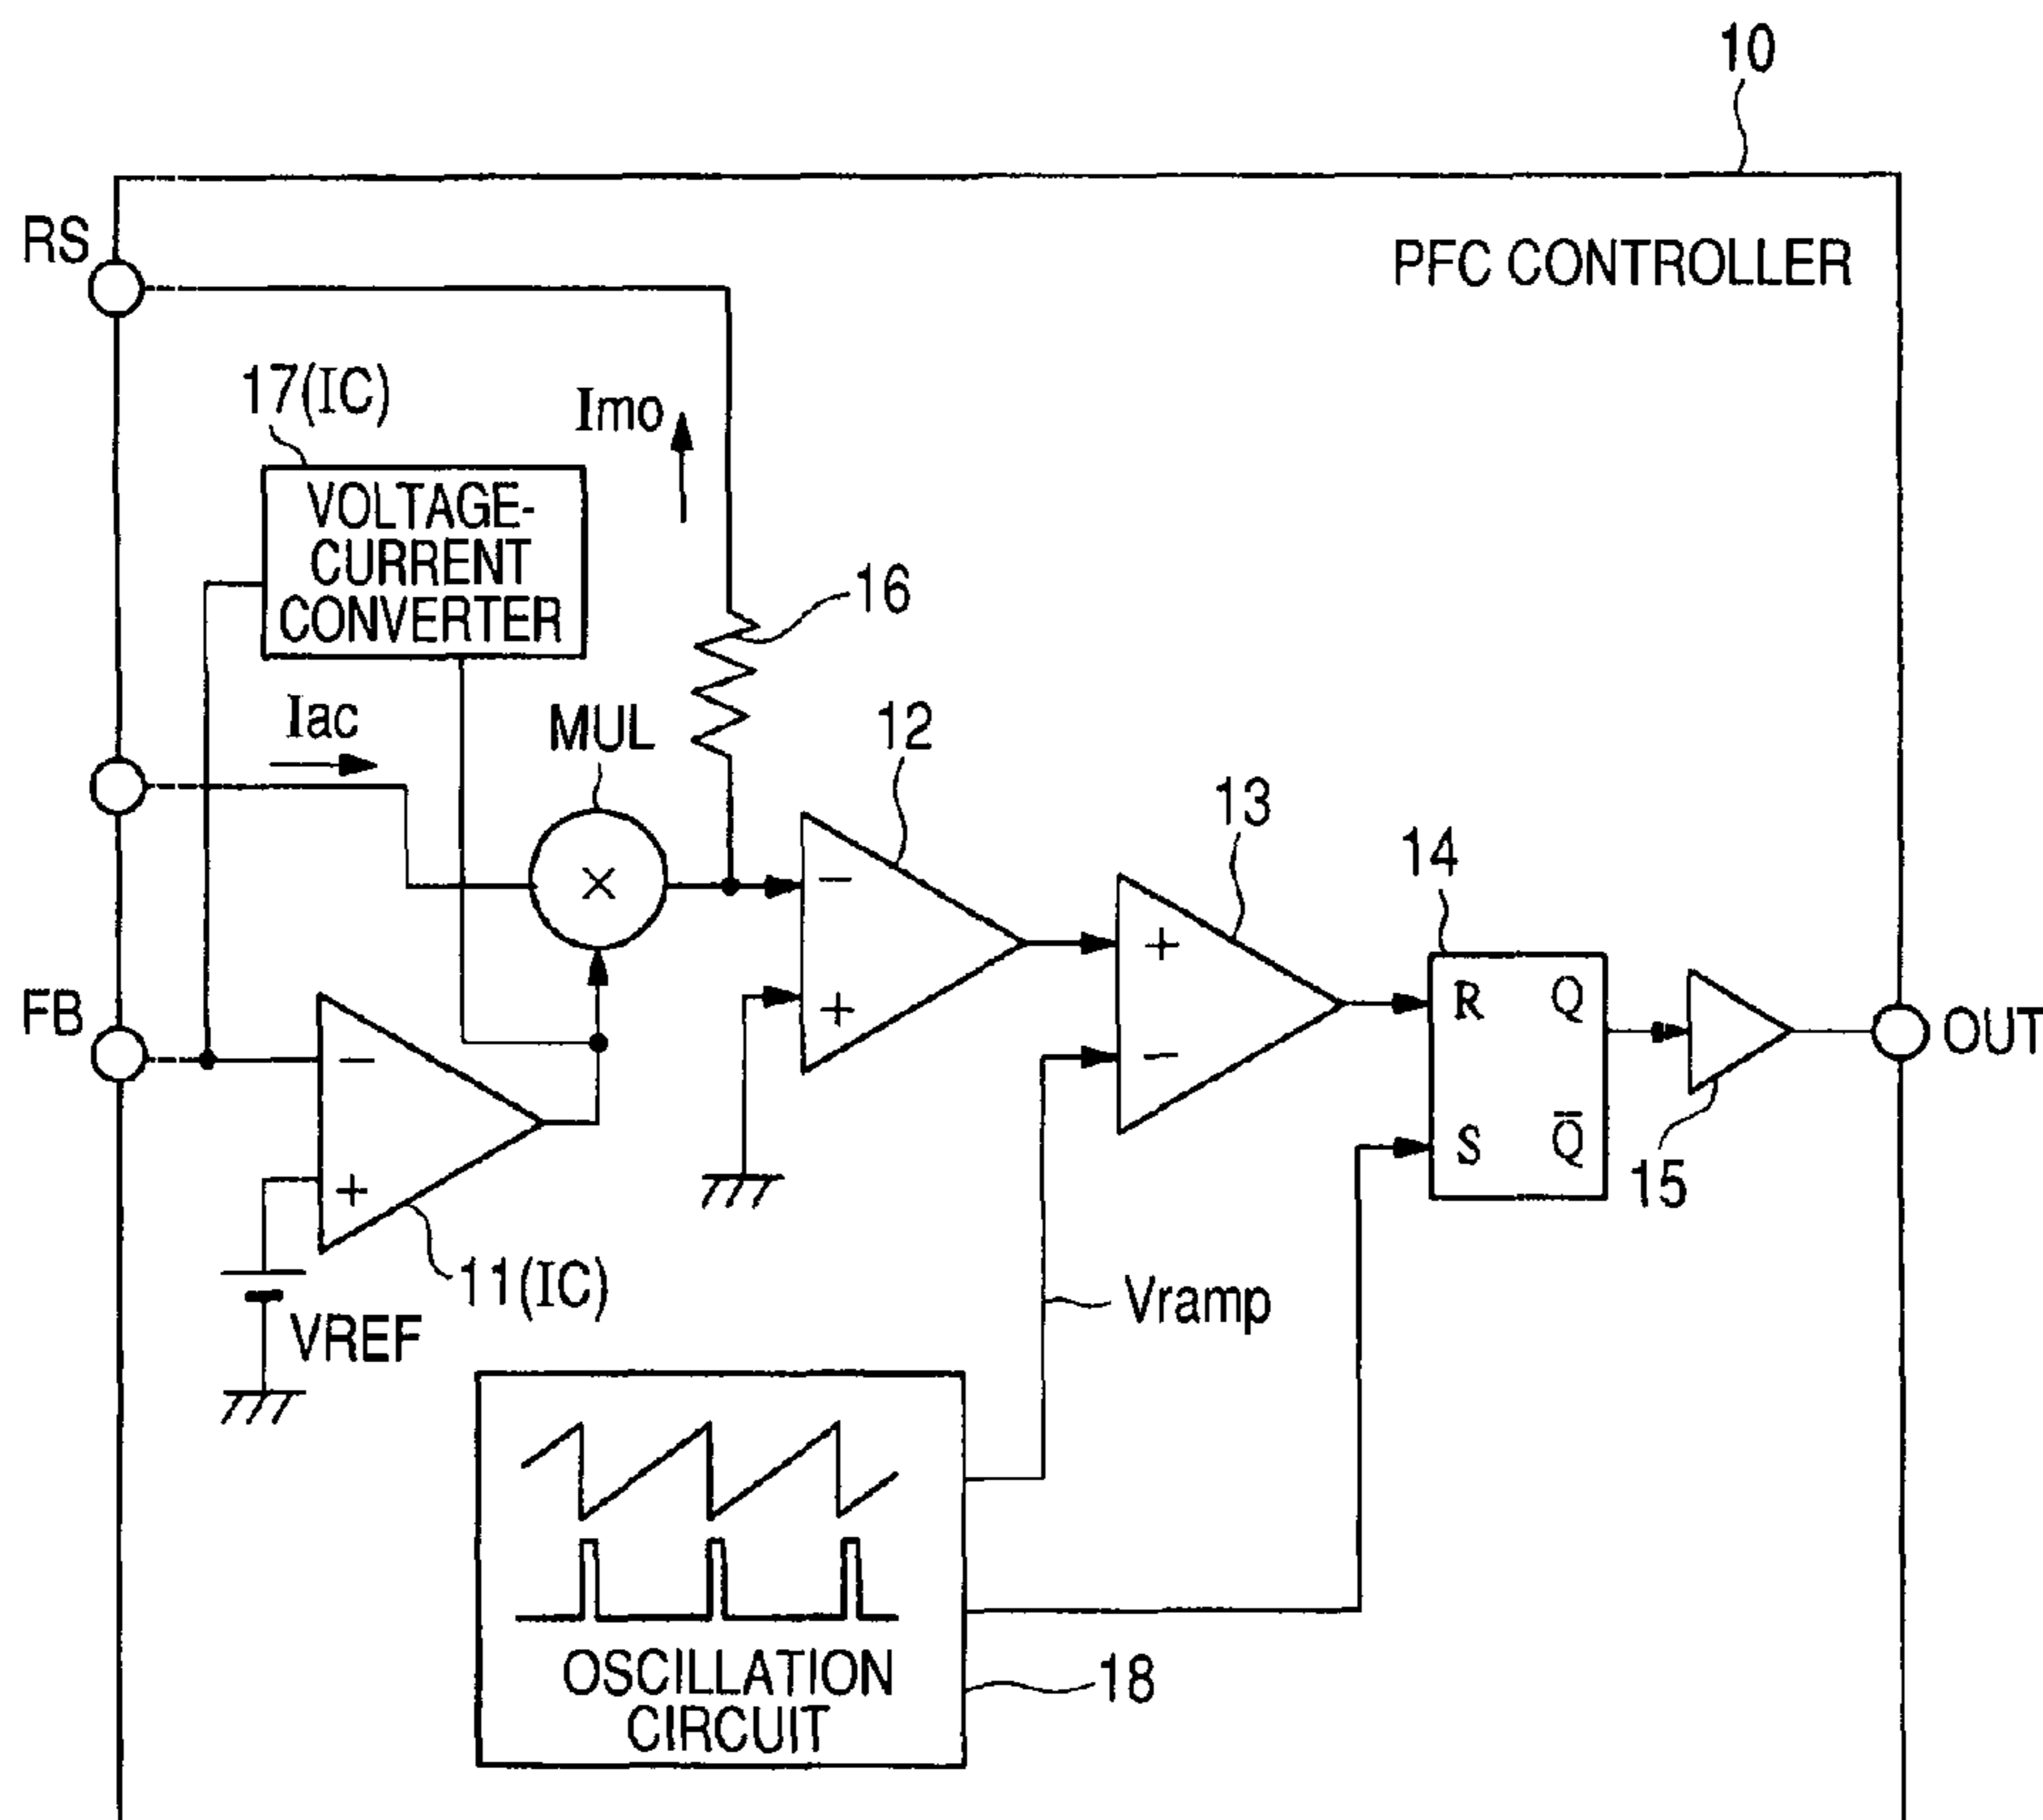 10
RS
PFC CONTROLLER
17(IC)
Imo
VOLTAGE-
CURRENT
CONVERTER
16
Iac
MUL
12
×
13
14
−
+
+
−
R
Q
S
Q̅
FB
−
+
OUT
15
11(IC)
VREF
Vramp
OSCILLATION
CIRCUIT
18